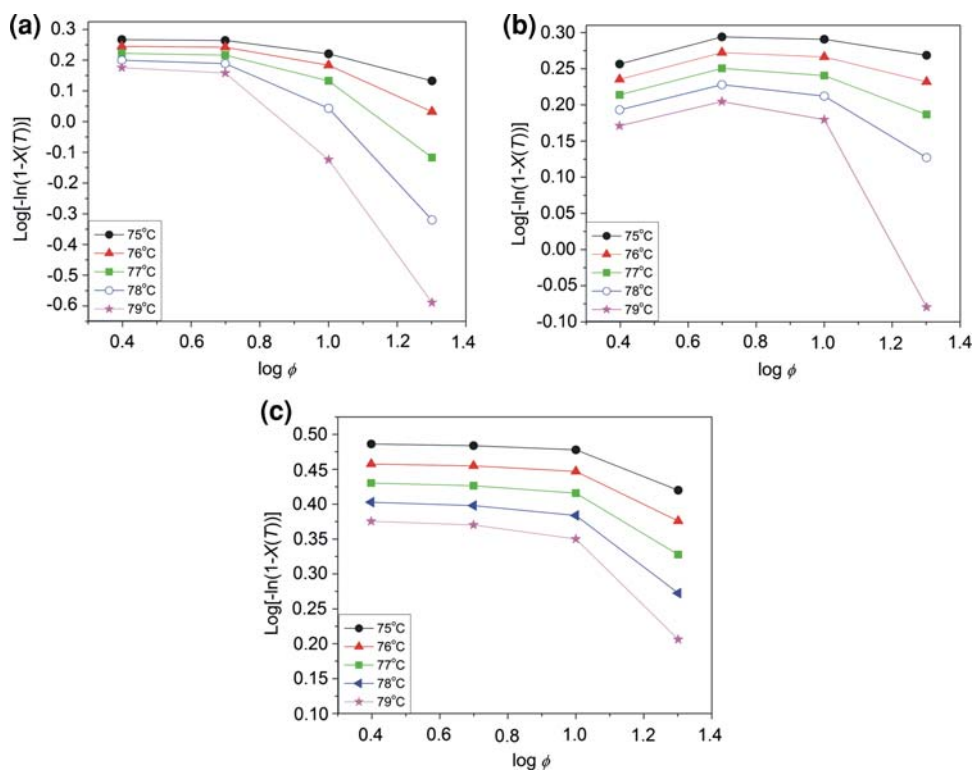 (a)
Log[-ln(1-X(T))]
0.3
0.2
0.1
0.0
-0.1
-0.2
-0.3
-0.4
-0.5
-0.6
75°C
76°C
77°C
78°C
79°C
0.4 0.6 0.8 1.0 1.2 1.4
log ϕ
(b)
Log[-ln(1-X(T))]
0.30
0.25
0.20
0.15
0.10
0.05
0.00
-0.05
-0.10
75°C
76°C
77°C
78°C
79°C
0.4 0.6 0.8 1.0 1.2 1.4
log ϕ
(c)
Log[-ln(1-X(T))]
0.50
0.45
0.40
0.35
0.30
0.25
0.20
0.15
0.10
75°C
76°C
77°C
78°C
79°C
0.4 0.6 0.8 1.0 1.2 1.4
log ϕ